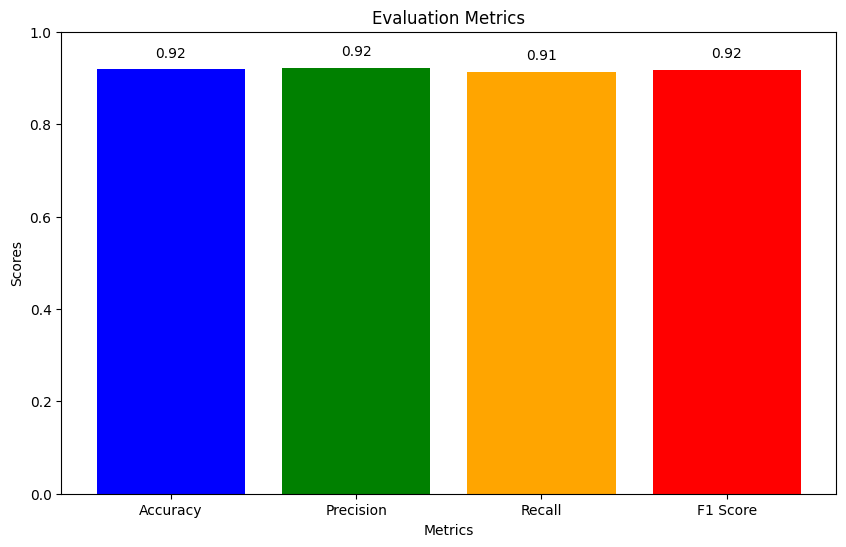 Evaluation Metrics
1.0
0.8
0.6
0.4
0.2
0.0
Scores
0.92
0.92
0.91
0.92
Accuracy
Precision
Recall
F1 Score
Metrics